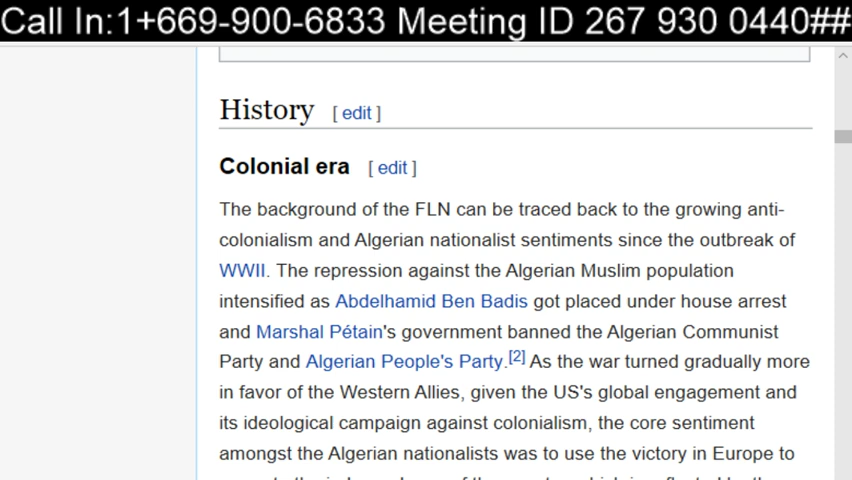 Call In:1+669-900-6833 Meeting ID 267 930 0440##
History [ edit ]
Colonial era [ edit ]
The background of the FLN can be traced back to the growing anti-
colonialism and Algerian nationalist sentiments since the outbreak of
WWII. The repression against the Algerian Muslim population
intensified as Abdelhamid Ben Badis got placed under house arrest
and Marshal Pétain's government banned the Algerian Communist
Party and Algerian People's Party.[2] As the war turned gradually more
in favor of the Western Allies, given the US's global engagement and
its ideological campaign against colonialism, the core sentiment
amongst the Algerian nationalists was to use the victory in Europe to